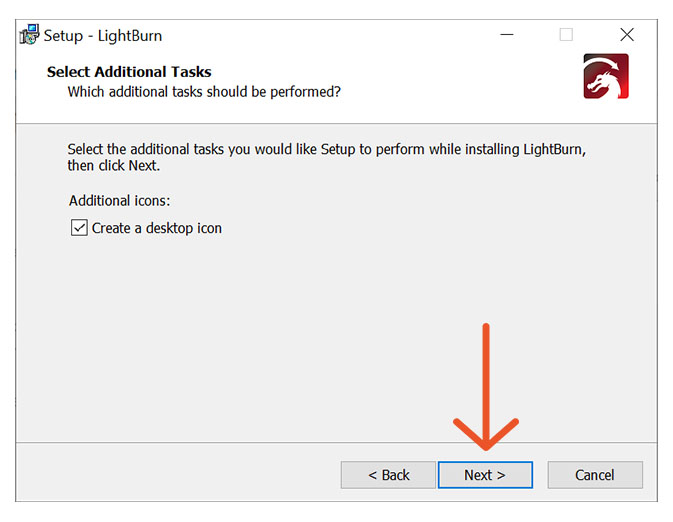 Setup - LightBurn
Select Additional Tasks
Which additional tasks should be performed?
Select the additional tasks you would like Setup to perform while installing LightBurn,
then click Next.
Additional icons:
Create a desktop icon
< Back Next > Cancel